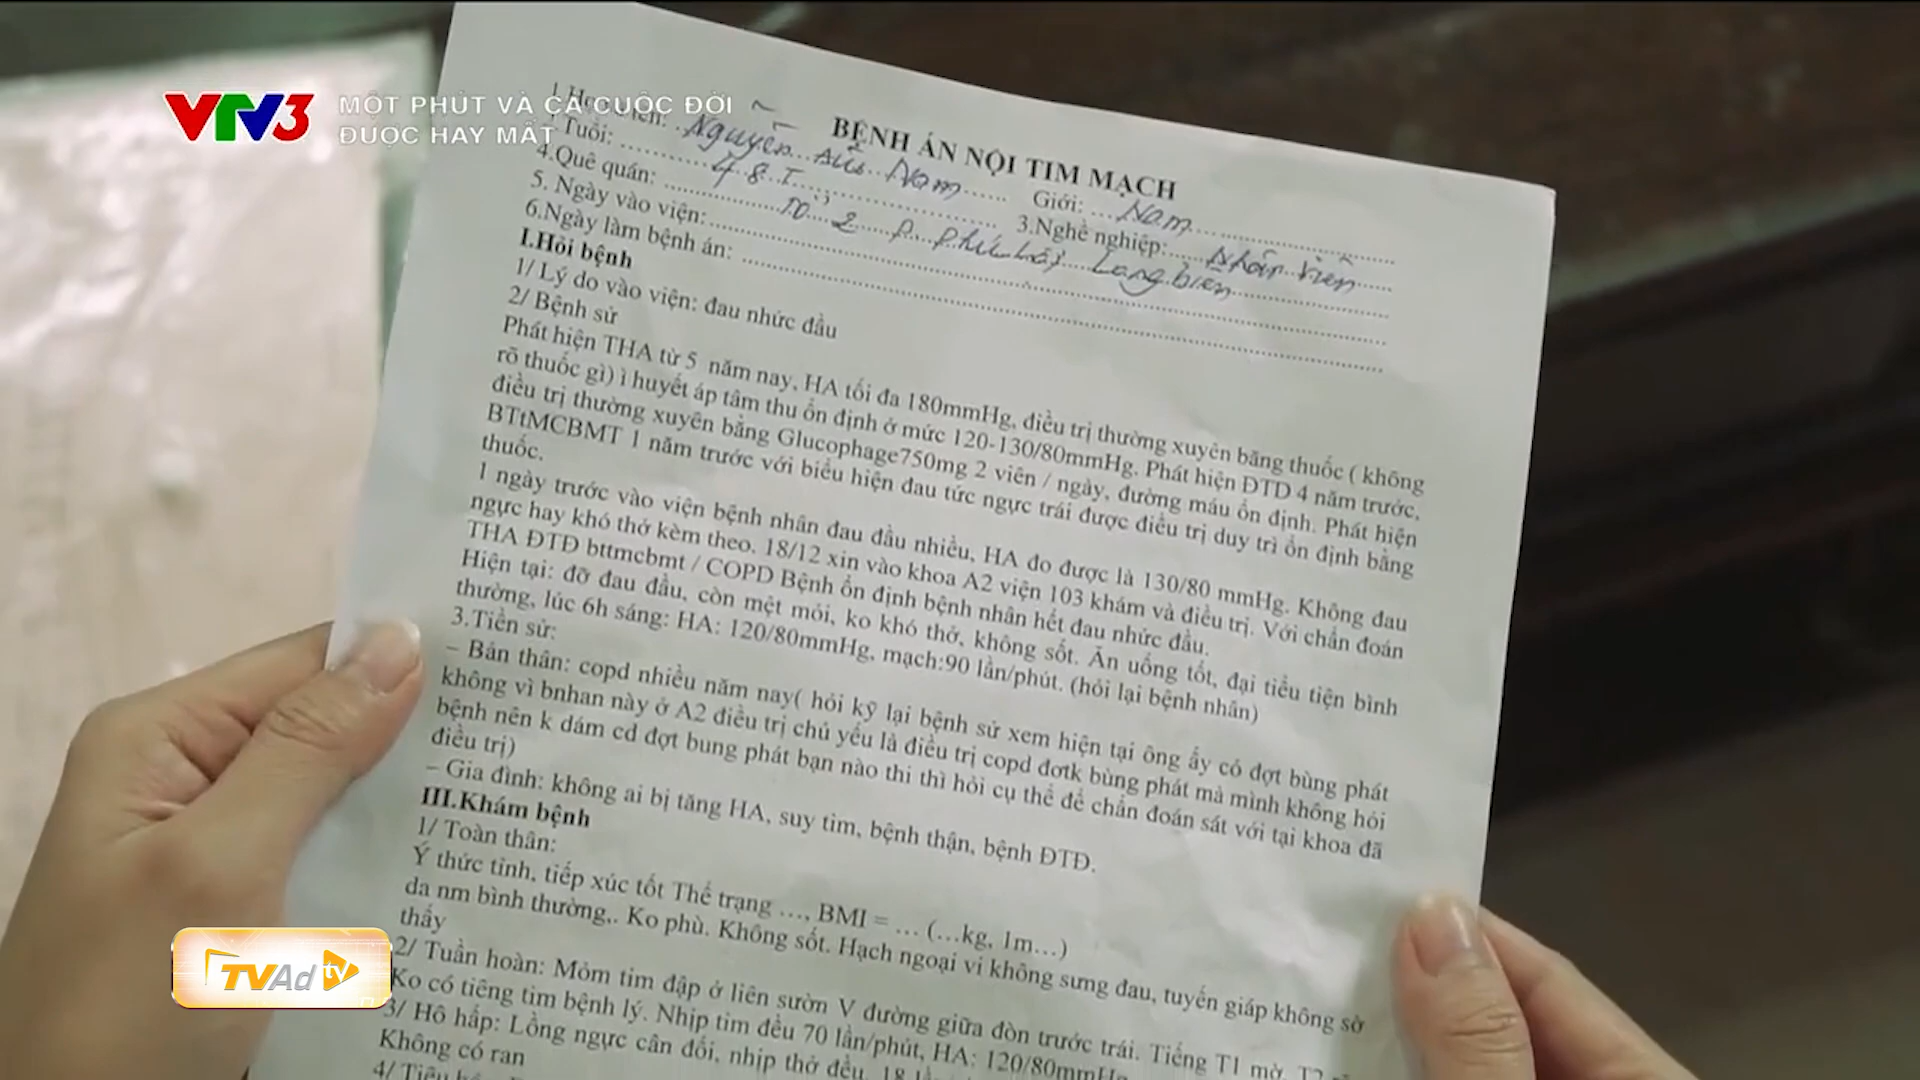 VTV3
MỘT PHÚT VÀ CẢ CUỘC ĐỜI
ĐƯỢC HAY MẤT
BỆNH ÁN NỘI TIM MẠCH
Nguyễn Nam Giới: Nam
Tuổi: 48T 3.Nghề nghiệp: Nhân viên
4.Quê quán: Tổ 2 P. Long biên
5. Ngày vào viện:
6.Ngày làm bệnh án:
I.Hỏi bệnh
1/ Lý do vào viện: đau nhức đầu
2/ Bệnh sử
Phát hiện THA từ 5 năm nay, HA tối đa 180mmHg, điều trị thường xuyên bằng thuốc ( không
rõ thuốc gì) ì huyết áp tâm thu ổn định ở mức 120-130/80mmHg. Phát hiện ĐTD 4 năm trước,
điều trị thường xuyên bằng Glucophage750mg 2 viên / ngày, đường máu ổn định. Phát hiện
BTtMCBMT 1 năm trước với biểu hiện đau tức ngực trái được điều trị duy trì ổn định bằng
thuốc.
1 ngày trước vào viện bệnh nhân đau đầu nhiều, HA đo được là 130/80 mmHg. Không đau
ngực hay khó thở kèm theo. 18/12 xin vào khoa A2 viện 103 khám và điều trị. Với chẩn đoán
THA ĐTĐ bttmcbmt / COPD Bệnh ổn định bệnh nhân hết đau nhức đầu.
Hiện tại: đỡ đau đầu, còn mệt mỏi, ko khó thở, không sốt. Ăn uống tốt, đại tiểu tiện bình
thường, lúc 6h sáng: HA: 120/80mmHg, mạch:90 lần/phút. (hỏi lại bệnh nhân)
3.Tiền sử:
– Bản thân: copd nhiều năm nay( hỏi kỹ lại bệnh sử xem hiện tại ông ấy có đợt bùng phát
không vì bnhan này ở A2 điều trị chủ yếu là điều trị copd đơtk bùng phát mà mình không hỏi
bệnh nên k dám cd đợt bung phát bạn nào thi thì hỏi cụ thể để chẩn đoán sát với tại khoa đã
điều trị)
– Gia đình: không ai bị tăng HA, suy tim, bệnh thận, bệnh ĐTĐ.
III.Khám bệnh
1/ Toàn thân:
Ý thức tỉnh, tiếp xúc tốt Thể trạng …, BMI = … (…kg, 1m…)
da nm bình thường,. Ko phù. Không sốt. Hạch ngoại vi không sưng đau, tuyến giáp không sờ
thấy
2/ Tuần hoàn: Mỏm tim đập ở liên sườn V đường giữa đòn trước trái. Tiếng T1 mờ, T2
Ko có tiếng tim bệnh lý. Nhịp tim đều 70 lần/phút, HA: 120/80mmHg
3/ Hô hấp: Lồng ngực cân đối, nhịp thở đều, 18
Không có ran
4/
TVAd tv